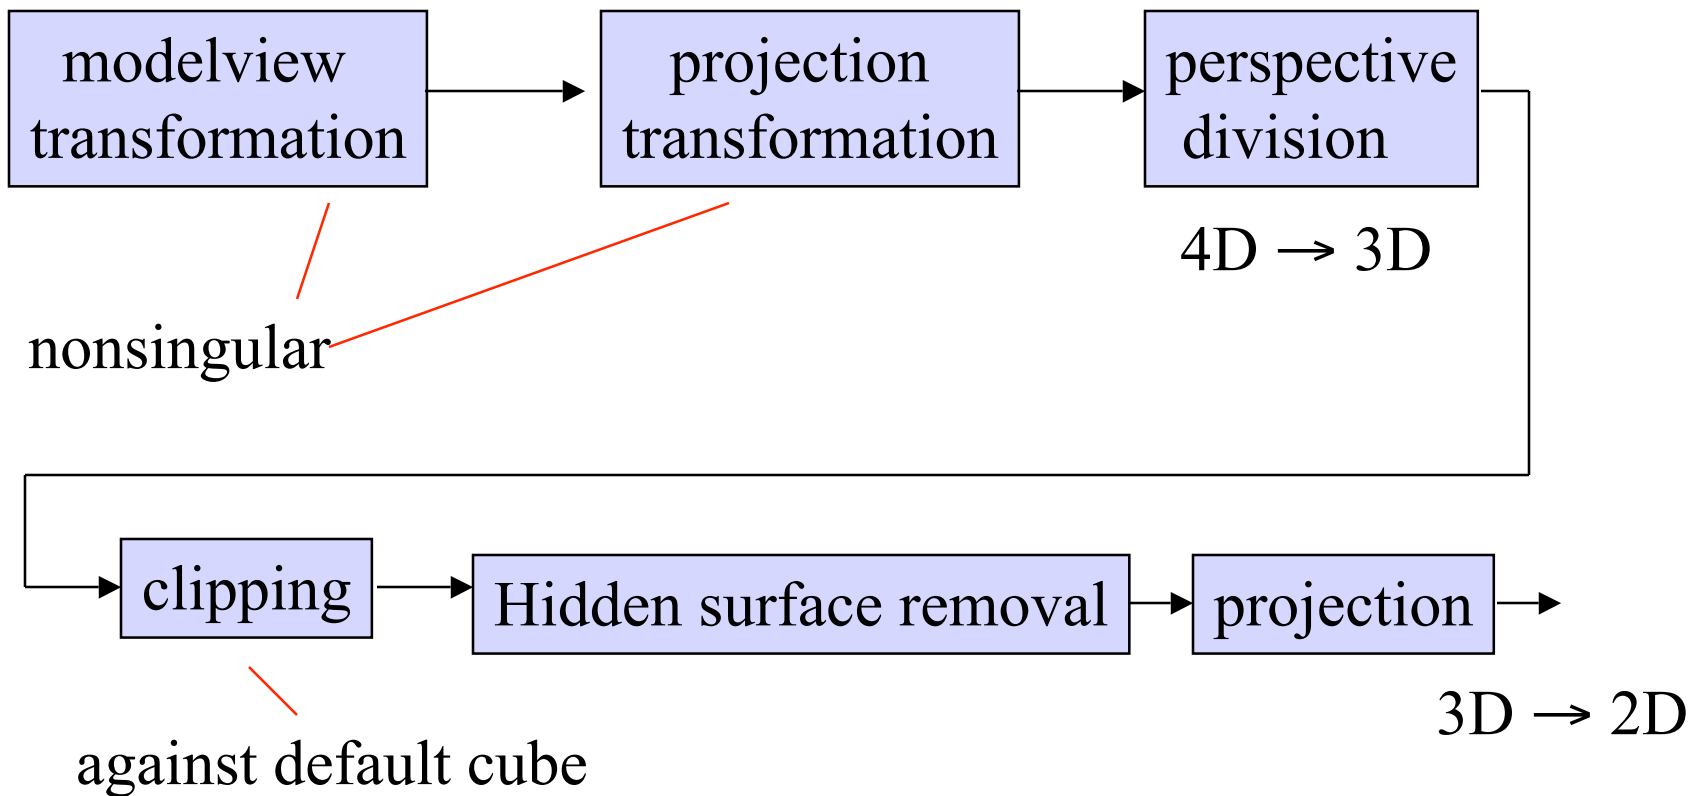 modelview
transformation
projection
transformation
perspective
division
4D → 3D
nonsingular
clipping
Hidden surface removal
projection
3D → 2D
against default cube